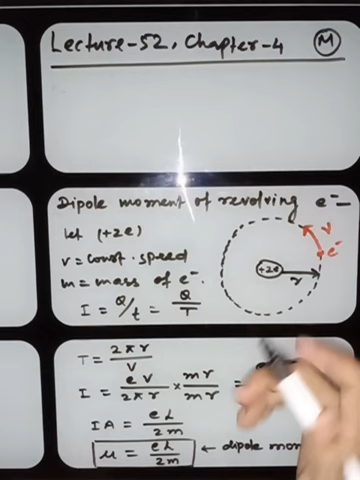 Lecture-52, Chapter-4 M
Dipole moment of revolving e⁻
let (+ze)
v = const. speed
m = mass of e⁻.
I = Q/t = Q/T
+ze
r
v
e⁻
T = 2πr/V
I = eV/2πr × mr/mr =
IA = eL/2m
μ = eL/2m ← dipole mom